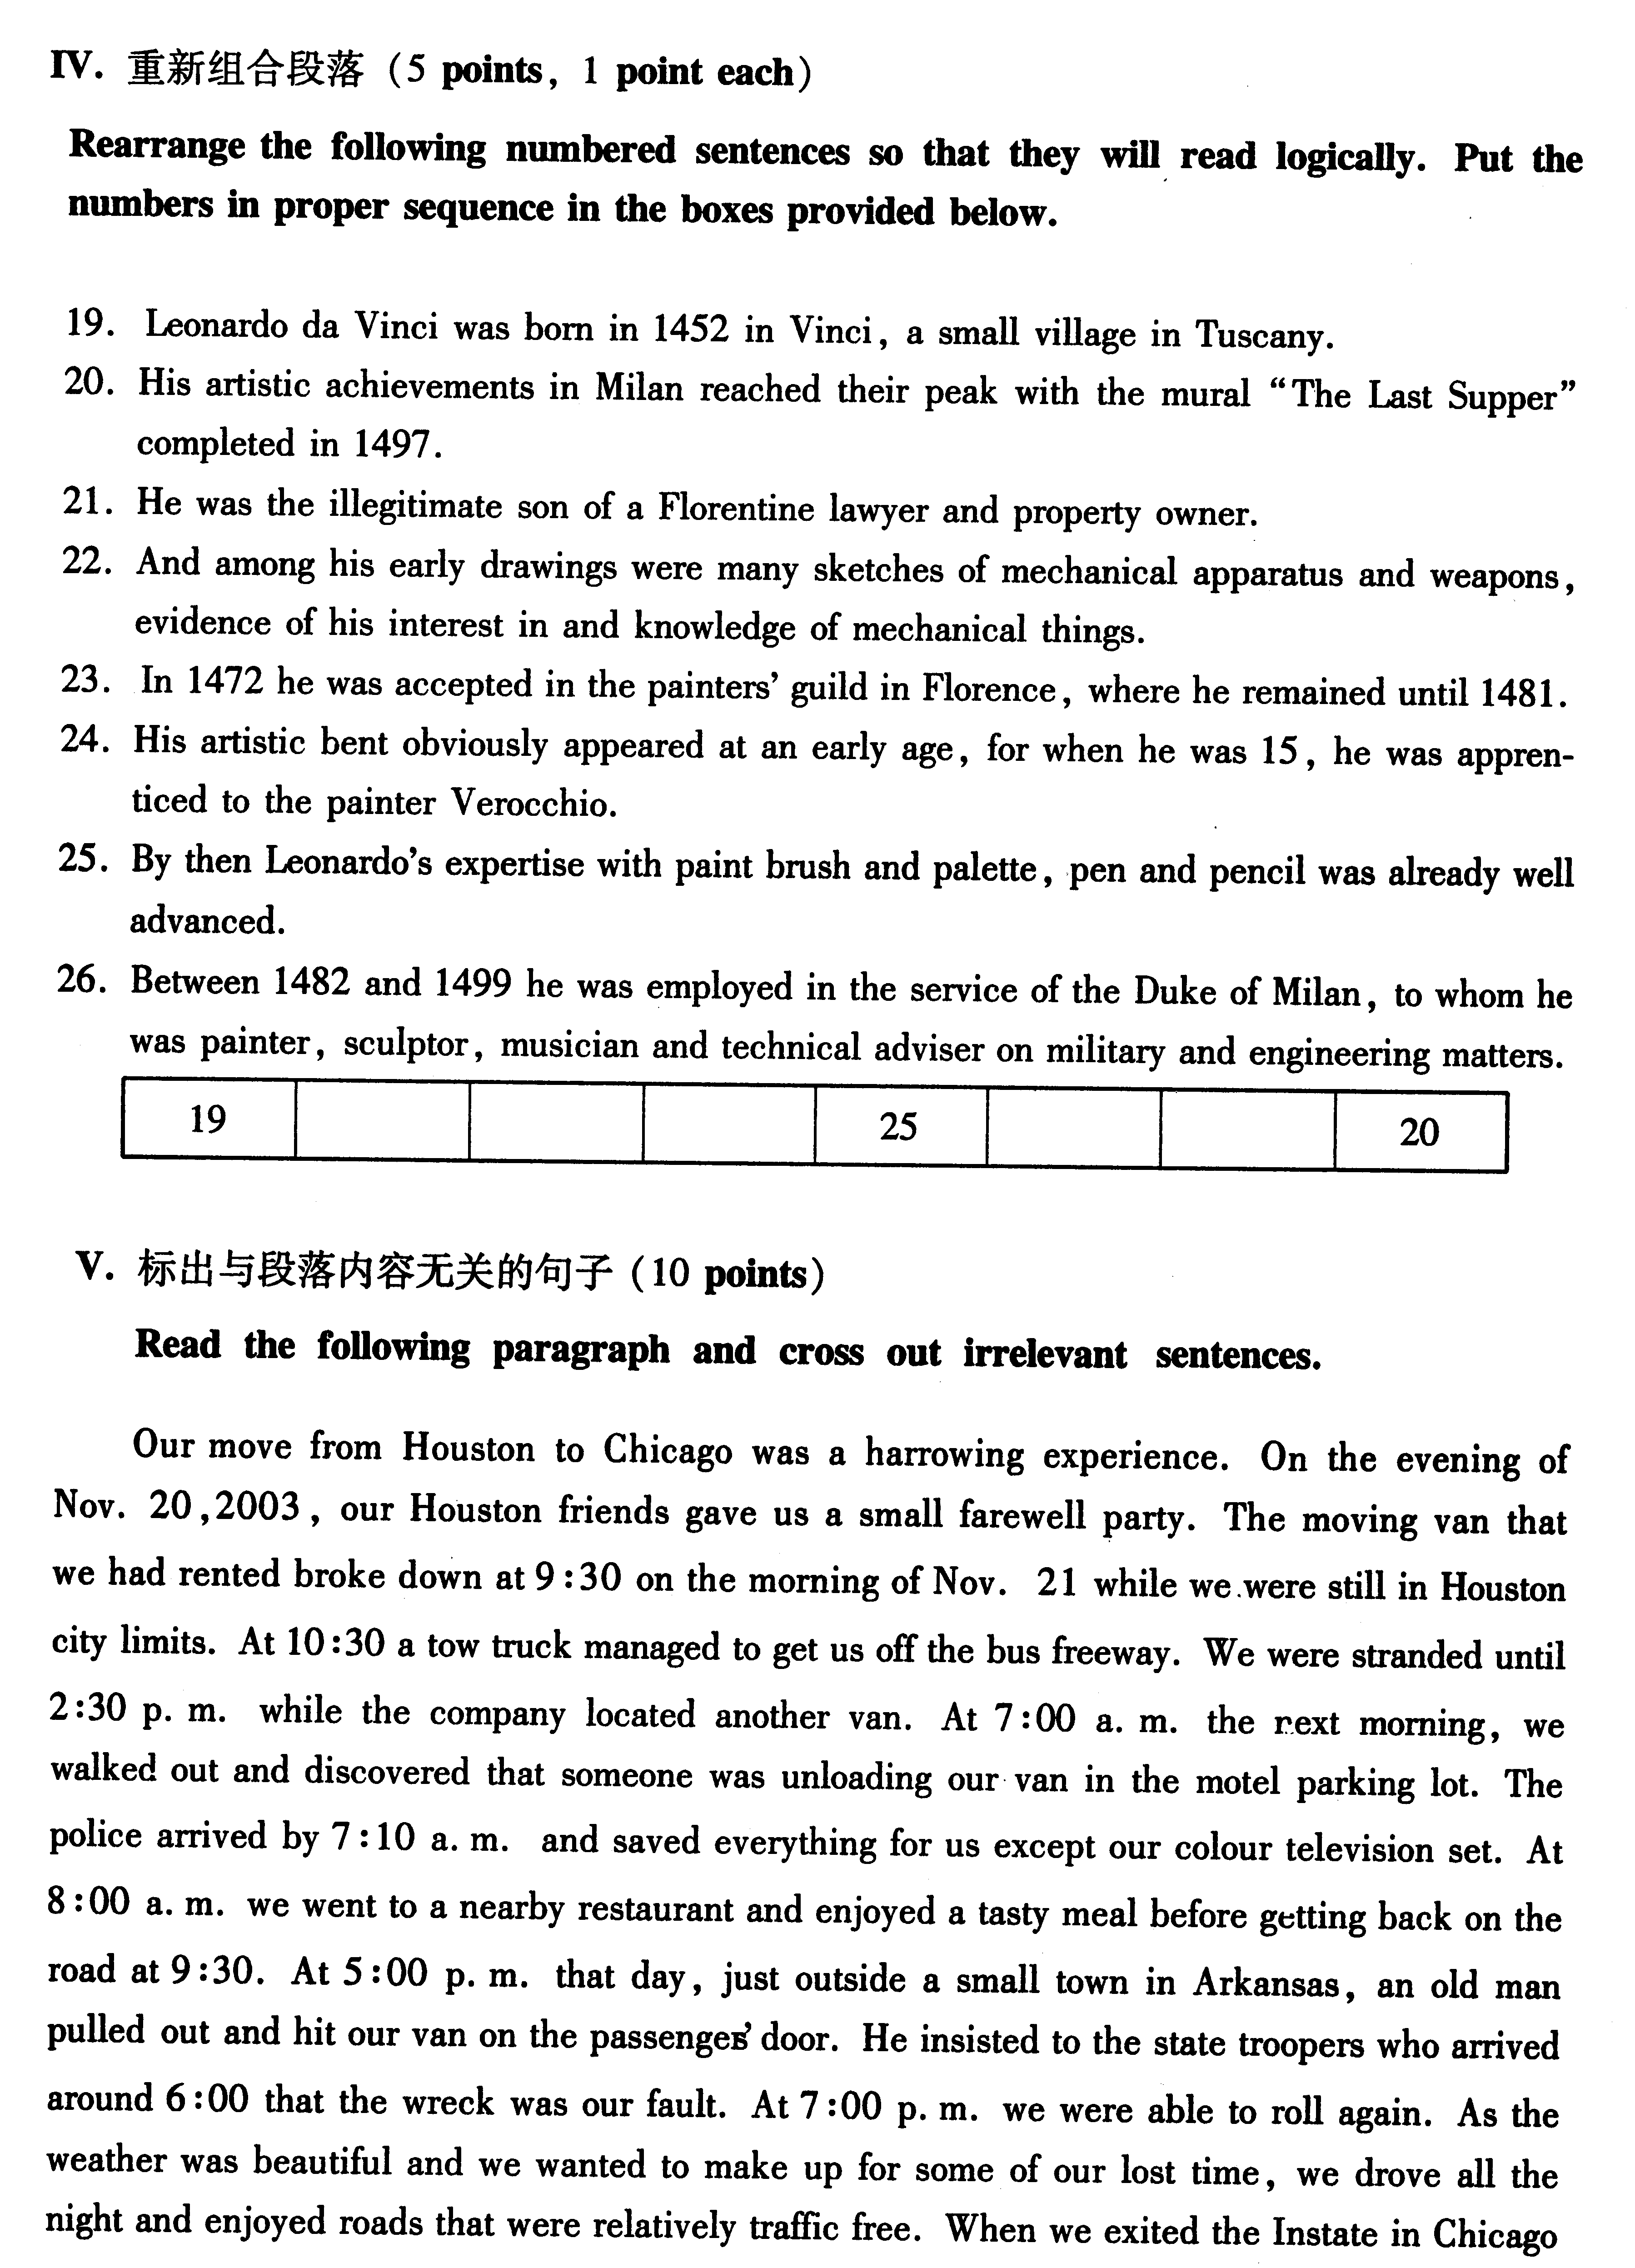 IV. 重新组合段落 (5 points, 1 point each)
Rearrange the following numbered sentences so that they will read logically. Put the
numbers in proper sequence in the boxes provided below.
19. Leonardo da Vinci was born in 1452 in Vinci, a small village in Tuscany.
20. His artistic achievements in Milan reached their peak with the mural “The Last Supper”
completed in 1497.
21. He was the illegitimate son of a Florentine lawyer and property owner.
22. And among his early drawings were many sketches of mechanical apparatus and weapons,
evidence of his interest in and knowledge of mechanical things.
23. In 1472 he was accepted in the painters’ guild in Florence, where he remained until 1481.
24. His artistic bent obviously appeared at an early age, for when he was 15, he was appren-
ticed to the painter Verocchio.
25. By then Leonardo’s expertise with paint brush and palette, pen and pencil was already well
advanced.
26. Between 1482 and 1499 he was employed in the service of the Duke of Milan, to whom he
was painter, sculptor, musician and technical adviser on military and engineering matters.
19 25 20
V. 标出与段落内容无关的句子 (10 points)
Read the following paragraph and cross out irrelevant sentences.
Our move from Houston to Chicago was a harrowing experience. On the evening of
Nov. 20,2003, our Houston friends gave us a small farewell party. The moving van that
we had rented broke down at 9:30 on the morning of Nov. 21 while we were still in Houston
city limits. At 10:30 a tow truck managed to get us off the bus freeway. We were stranded until
2:30 p. m. while the company located another van. At 7:00 a. m. the next morning, we
walked out and discovered that someone was unloading our van in the motel parking lot. The
police arrived by 7:10 a. m. and saved everything for us except our colour television set. At
8:00 a. m. we went to a nearby restaurant and enjoyed a tasty meal before getting back on the
road at 9:30. At 5:00 p. m. that day, just outside a small town in Arkansas, an old man
pulled out and hit our van on the passengers’ door. He insisted to the state troopers who arrived
around 6:00 that the wreck was our fault. At 7:00 p. m. we were able to roll again. As the
weather was beautiful and we wanted to make up for some of our lost time, we drove all the
night and enjoyed roads that were relatively traffic free. When we exited the Instate in Chicago